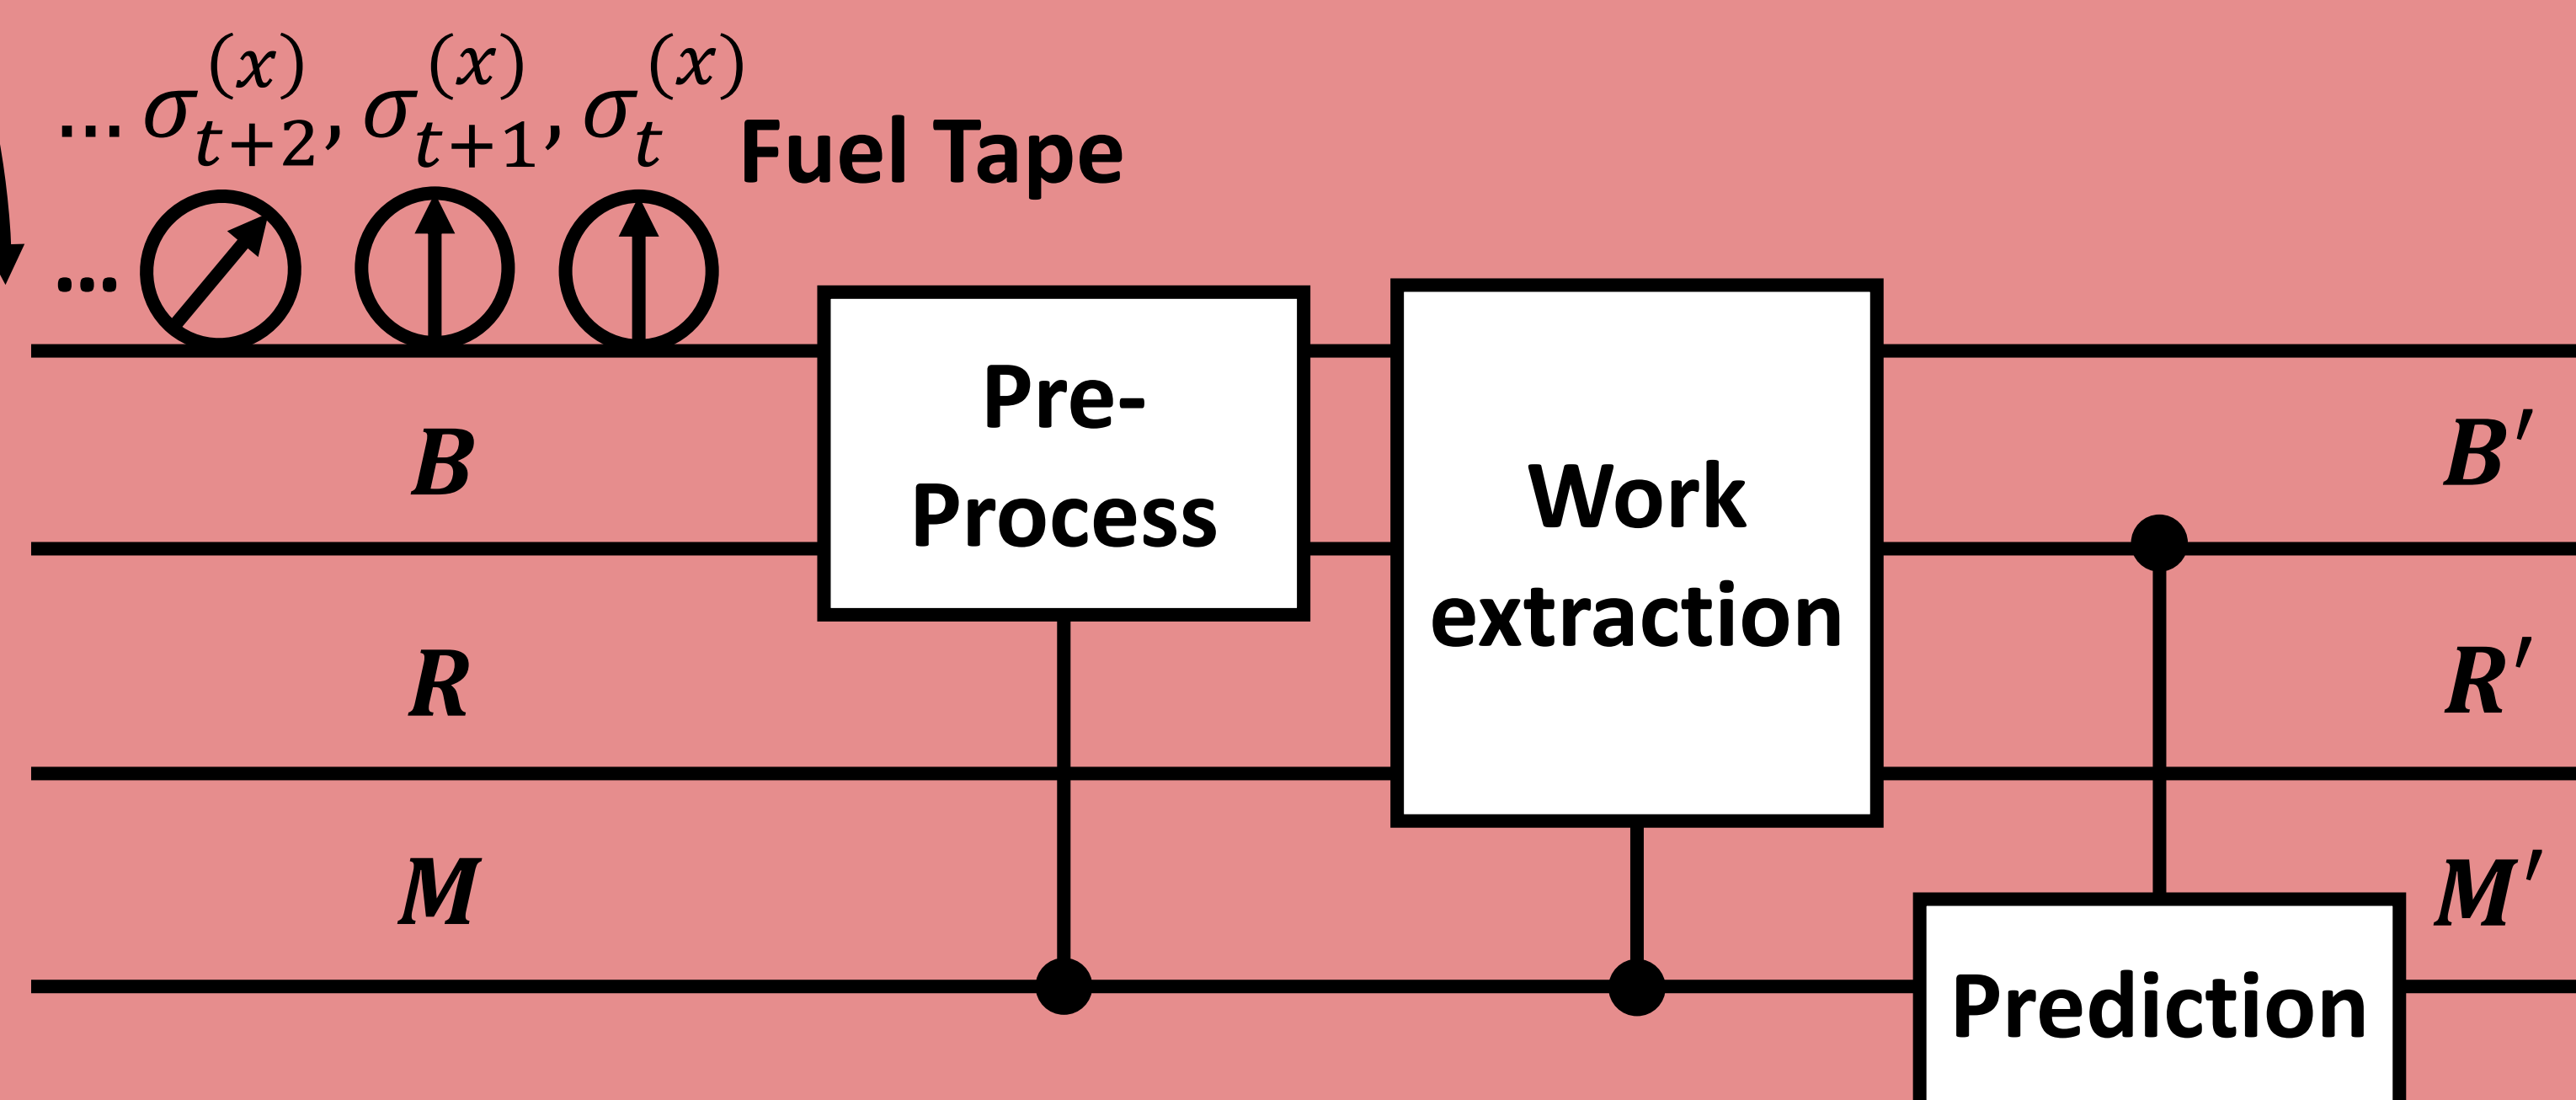 ... σ_{t+2}^{(x)}, σ_{t+1}^{(x)}, σ_t^{(x)}
Fuel Tape
...
Pre-
Process
Work
extraction
B
B′
R
R′
M
M′
Prediction